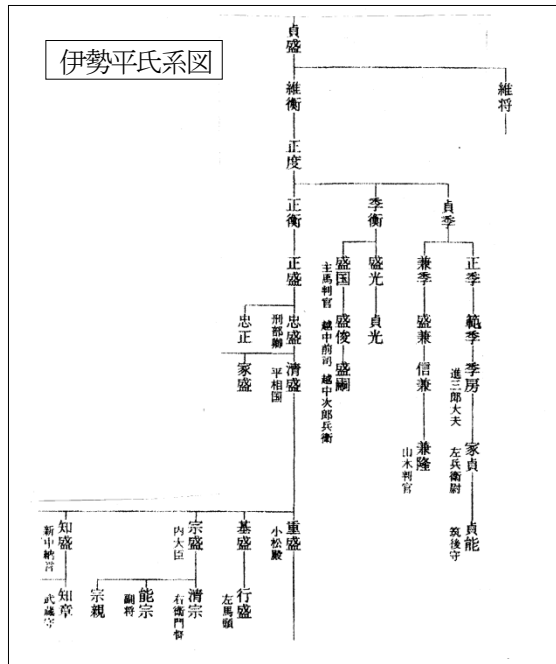 伊勢平氏系図
貞盛
維将
維衡
正度
貞季
季衡
正衡
正季
範季
季房
進三郎大夫
家貞
左兵衛尉
貞能
筑後守
兼季
盛兼
信兼
兼隆
山木判官
盛光
貞光
盛国
主馬判官
盛俊
越中前司
盛嗣
越中次郎兵衛
正盛
忠盛
刑部卿
忠正
清盛
平相国
家盛
重盛
小松殿
基盛
行盛
左馬頭
宗盛
内大臣
清宗
右衛門督
能宗
副将
宗親
知盛
新中納言
知章
武蔵守